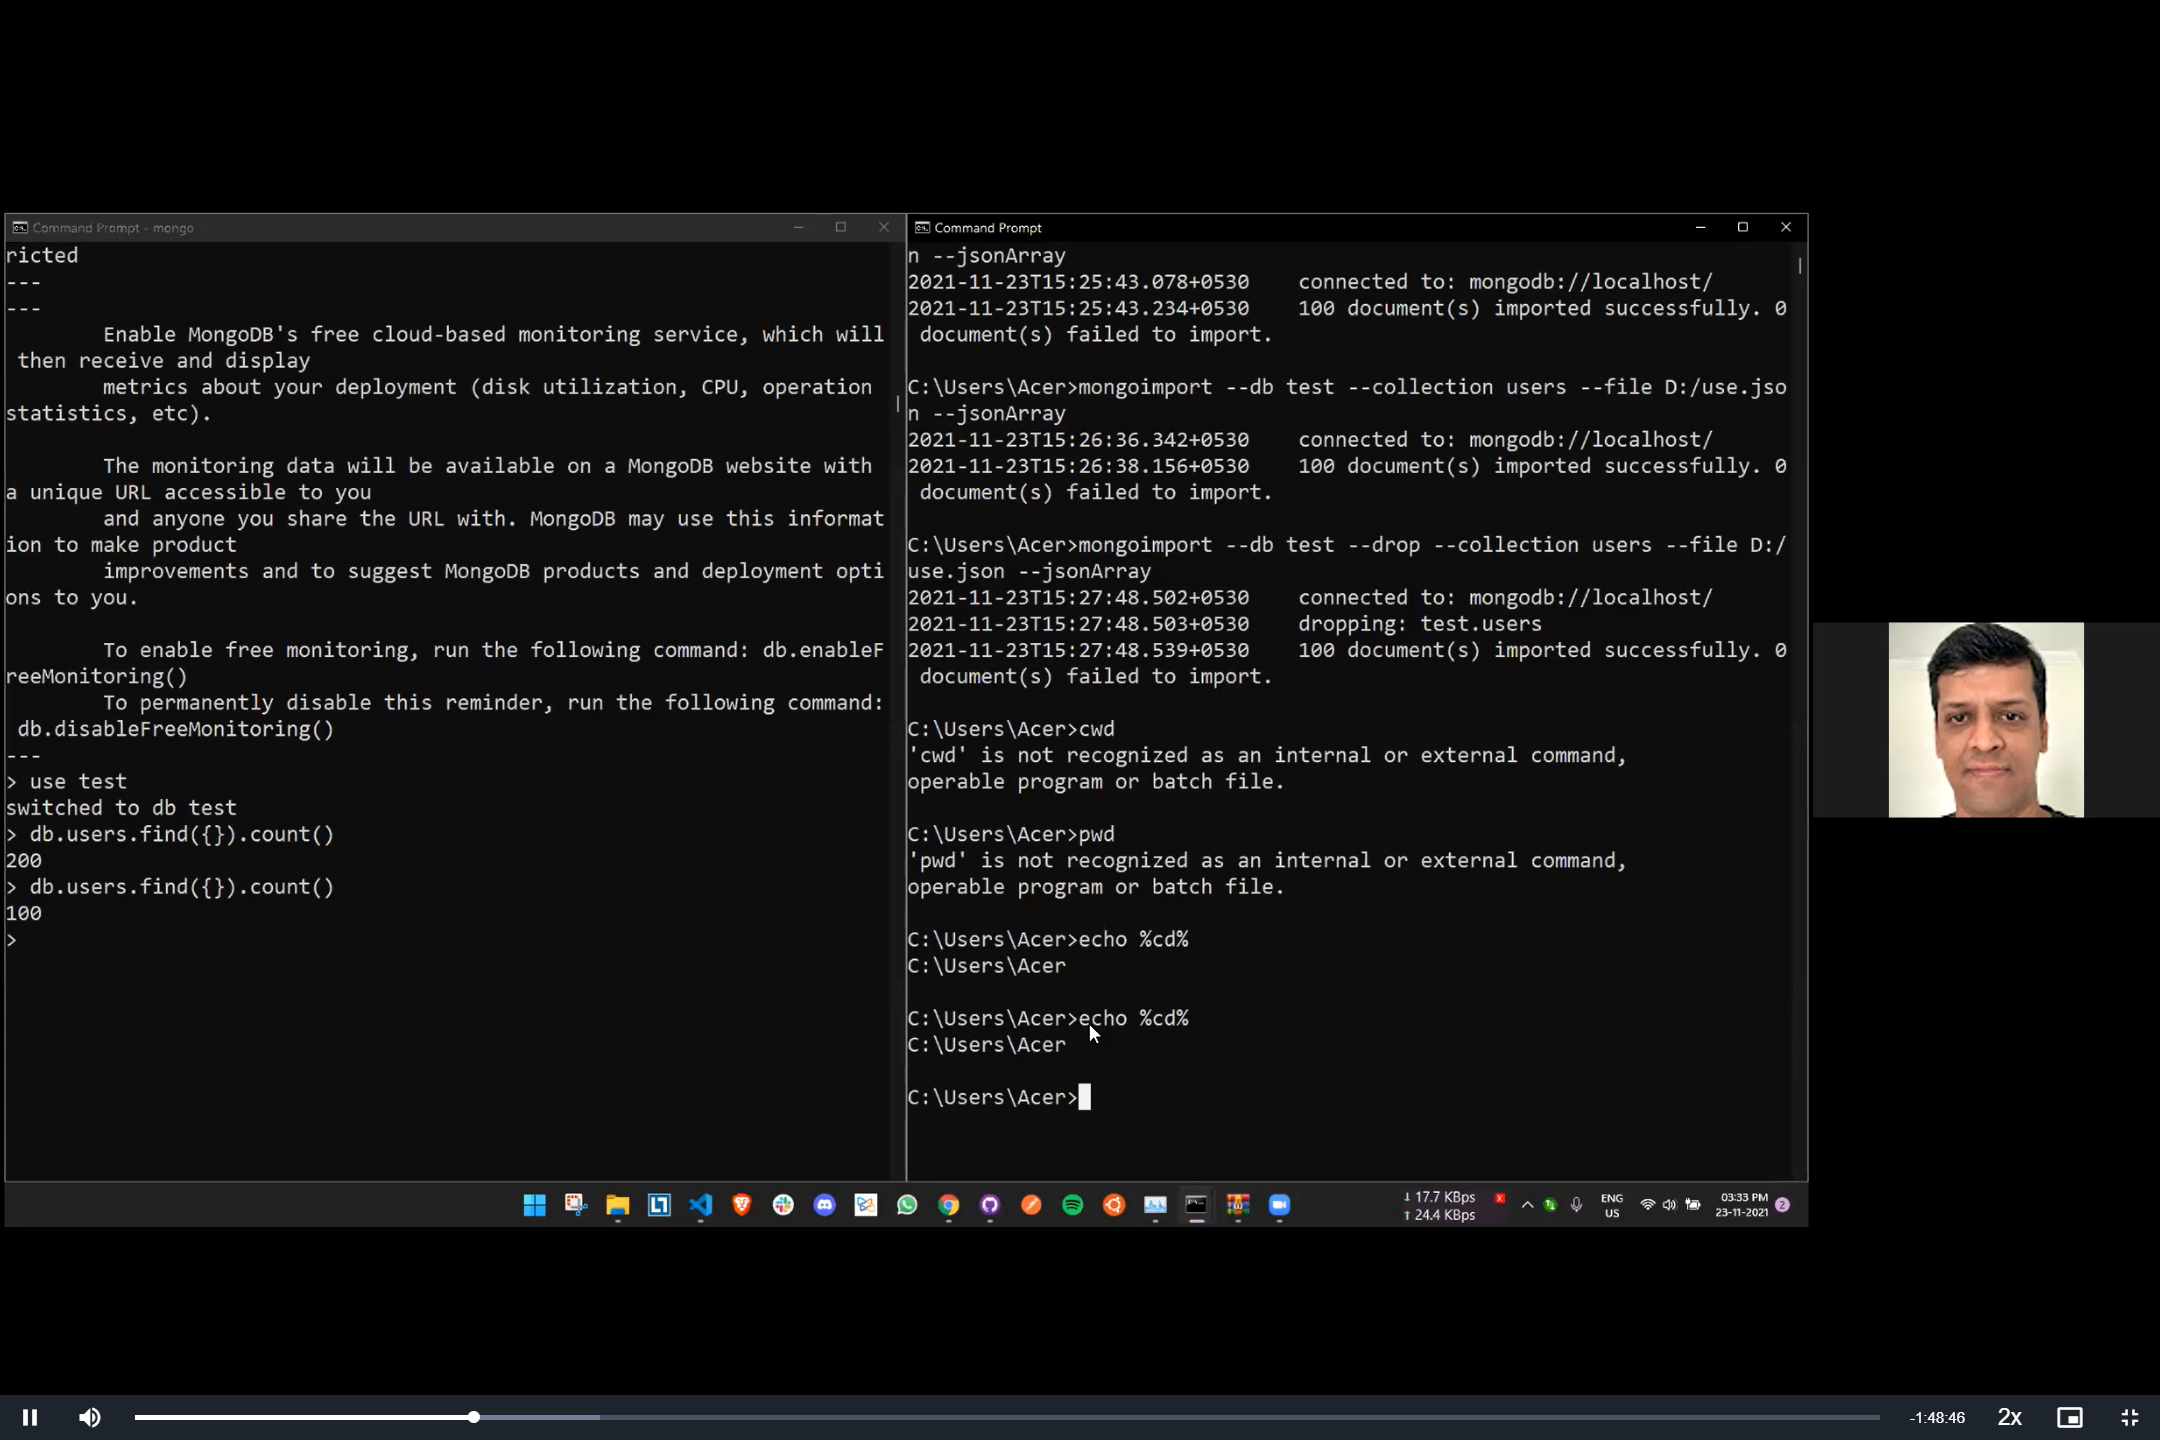 Command Prompt - mongo
ricted
---
---
        Enable MongoDB's free cloud-based monitoring service, which will
 then receive and display
        metrics about your deployment (disk utilization, CPU, operation
statistics, etc).
        The monitoring data will be available on a MongoDB website with
a unique URL accessible to you
        and anyone you share the URL with. MongoDB may use this informat
ion to make product
        improvements and to suggest MongoDB products and deployment opti
ons to you.
        To enable free monitoring, run the following command: db.enableF
reeMonitoring()
        To permanently disable this reminder, run the following command:
 db.disableFreeMonitoring()
---
> use test
switched to db test
> db.users.find({}).count()
200
> db.users.find({}).count()
100
>
Command Prompt
n --jsonArray
2021-11-23T15:25:43.078+0530    connected to: mongodb://localhost/
2021-11-23T15:25:43.234+0530    100 document(s) imported successfully. 0
 document(s) failed to import.
C:\Users\Acer>mongoimport --db test --collection users --file D:/use.jso
n --jsonArray
2021-11-23T15:26:36.342+0530    connected to: mongodb://localhost/
2021-11-23T15:26:38.156+0530    100 document(s) imported successfully. 0
 document(s) failed to import.
C:\Users\Acer>mongoimport --db test --drop --collection users --file D:/
use.json --jsonArray
2021-11-23T15:27:48.502+0530    connected to: mongodb://localhost/
2021-11-23T15:27:48.503+0530    dropping: test.users
2021-11-23T15:27:48.539+0530    100 document(s) imported successfully. 0
 document(s) failed to import.
C:\Users\Acer>cwd
'cwd' is not recognized as an internal or external command,
operable program or batch file.
C:\Users\Acer>pwd
'pwd' is not recognized as an internal or external command,
operable program or batch file.
C:\Users\Acer>echo %cd%
C:\Users\Acer
C:\Users\Acer>echo %cd%
C:\Users\Acer
C:\Users\Acer>
↓ 17.7 KBps
↑ 24.4 KBps
ENG
US
03:33 PM
23-11-2021
2
-1:48:46
2x